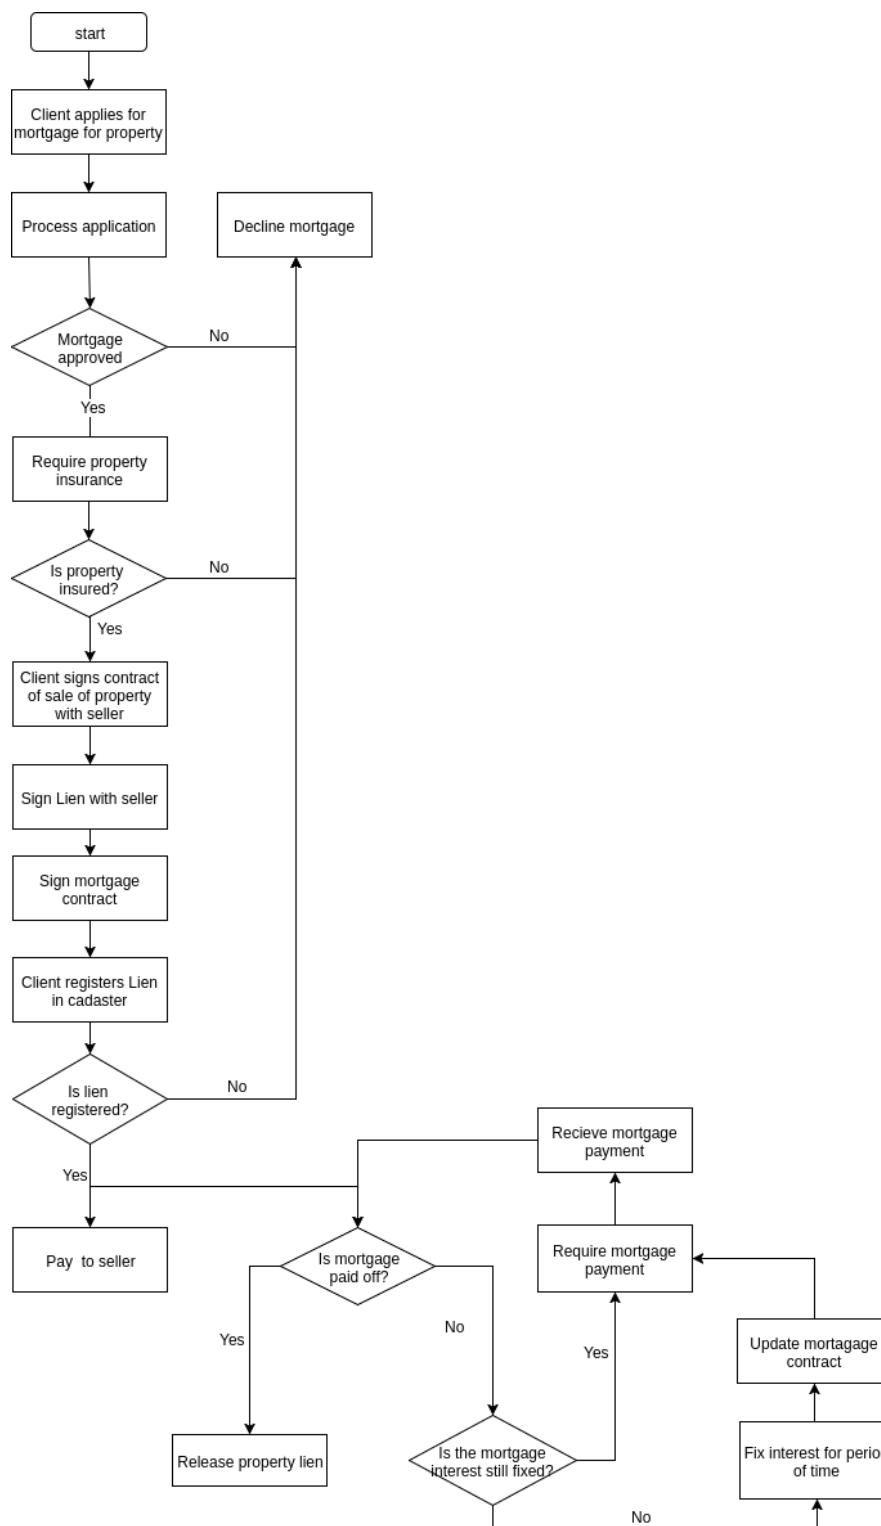 start
Client applies for
mortgage for property
Process application
Decline mortgage
Mortgage
approved
No
Yes
Require property
insurance
Is property
insured?
No
Yes
Client signs contract
of sale of property
with seller
Sign Lien with seller
Sign mortgage
contract
Client registers Lien
in cadaster
Is lien
registered?
No
Yes
Pay to seller
Recieve mortgage
payment
Require mortgage
payment
Is mortgage
paid off?
Yes
No
Release property lien
Is the mortgage
interest still fixed?
Yes
No
Update mortagage
contract
Fix interest for perio
of time